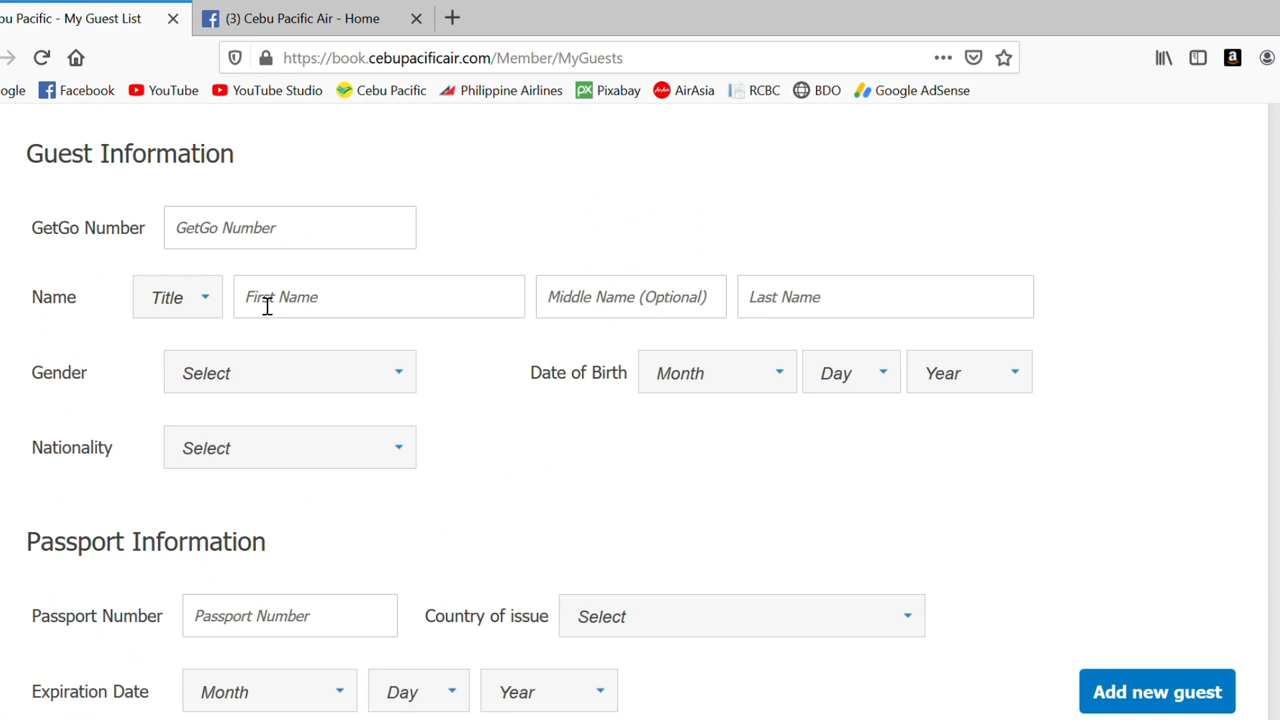 bu Pacific - My Guest List (3) Cebu Pacific Air - Home
https://book.cebupacificair.com/Member/MyGuests
ogle Facebook YouTube YouTube Studio Cebu Pacific Philippine Airlines Pixabay AirAsia RCBC BDO Google AdSense
Guest Information
GetGo Number GetGo Number
Name Title First Name Middle Name (Optional) Last Name
Gender Select Date of Birth Month Day Year
Nationality Select
Passport Information
Passport Number Passport Number Country of issue Select
Expiration Date Month Day Year Add new guest